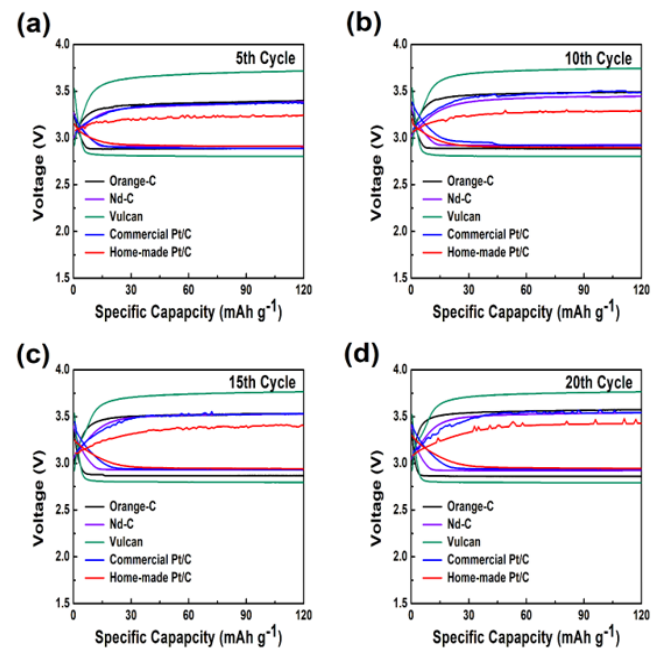 (a)
5th Cycle
Voltage (V)
4.0
3.5
3.0
2.5
2.0
1.5
Orange-C
Nd-C
Vulcan
Commercial Pt/C
Home-made Pt/C
0 30 60 90 120
Specific Capapcity (mAh g-1)
(b)
10th Cycle
Voltage (V)
4.0
3.5
3.0
2.5
2.0
1.5
Orange-C
Nd-C
Vulcan
Commercial Pt/C
Home-made Pt/C
0 30 60 90 120
Specific Capapcity (mAh g-1)
(c)
15th Cycle
Voltage (V)
4.0
3.5
3.0
2.5
2.0
1.5
Orange-C
Nd-C
Vulcan
Commercial Pt/C
Home-made Pt/C
0 30 60 90 120
Specific Capapcity (mAh g-1)
(d)
20th Cycle
Voltage (V)
4.0
3.5
3.0
2.5
2.0
1.5
Orange-C
Nd-C
Vulcan
Commercial Pt/C
Home-made Pt/C
0 30 60 90 120
Specific Capapcity (mAh g-1)